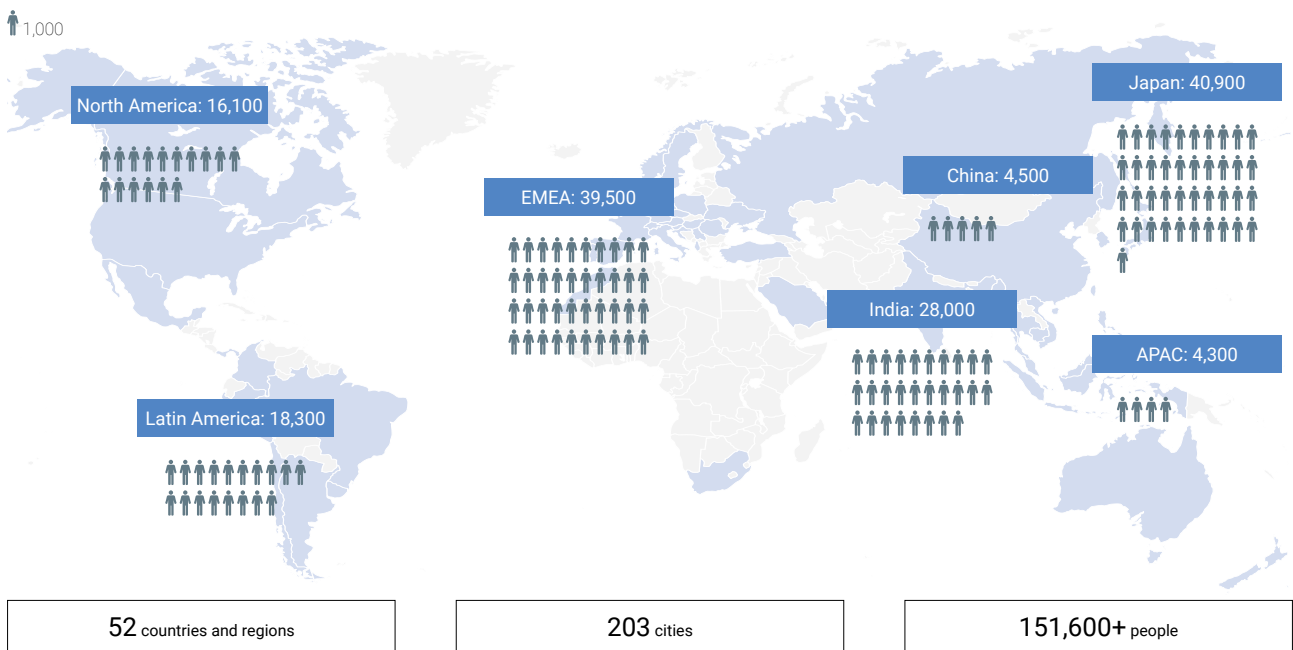 1,000
North America: 16,100
Japan: 40,900
China: 4,500
EMEA: 39,500
India: 28,000
APAC: 4,300
Latin America: 18,300
52 countries and regions
203 cities
151,600+ people